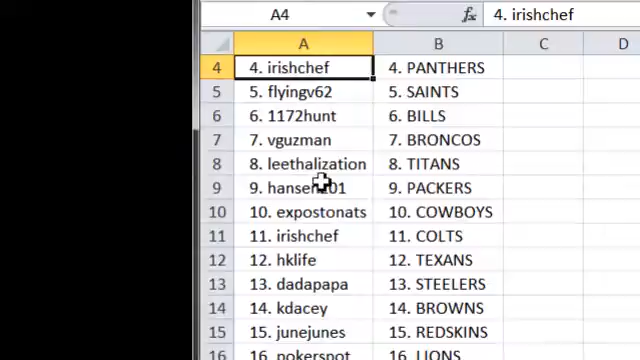 A4 fx 4. irishchef
A B C D
4 4. irishchef 4. PANTHERS
5 5. flyingv62 5. SAINTS
6 6. 1172hunt 6. BILLS
7 7. vguzman 7. BRONCOS
8 8. leethalization 8. TITANS
9 9. 9. PACKERS
10 10. expostonats 10. COWBOYS
11 11. irishchef 11. COLTS
12 12. hklife 12. TEXANS
13 13. dadapapa 13. STEELERS
14 14. kdacey 14. BROWNS
15 15. junejunes 15. REDSKINS
16 16. pokerspot 16. LIONS